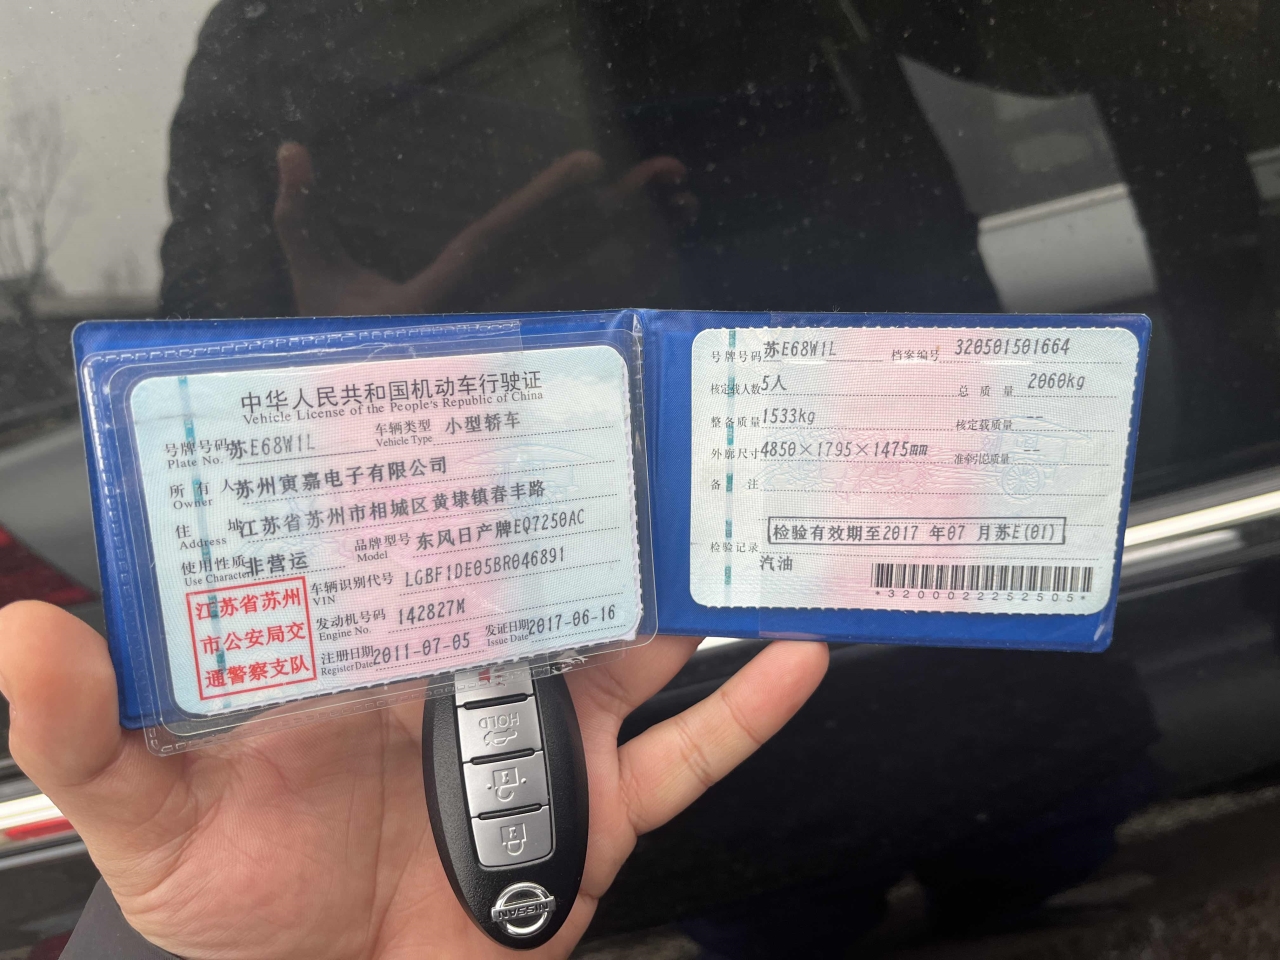 中华人民共和国机动车行驶证
Vehicle License of the People's Republic of China
号牌号码 苏E68W1L 车辆类型 小型轿车
Plate No. Vehicle Type
所有人 苏州寅嘉电子有限公司
Owner
住址 江苏省苏州市相城区黄埭镇春丰路
Address
使用性质 非营运 品牌型号 东风日产牌EQ7250AC
Use Character Model
江苏省苏州
市公安局交
通警察支队
车辆识别代号 LGBF1DE05BR046891
VIN
发动机号码 142827M
Engine No.
注册日期 2011-07-05 发证日期 2017-06-16
Register Date Issue Date
号牌号码 苏E68W1L 档案编号 320501501664
核定载人数 5人 总质量 2060kg
整备质量 1533kg 核定载质量 --
外廓尺寸 4850×1795×1475mm 准牵引总质量 --
备注
检验有效期至2017 年07 月苏E(01)
检验记录
汽油
*3200022252505*
HOLD
NISSAN